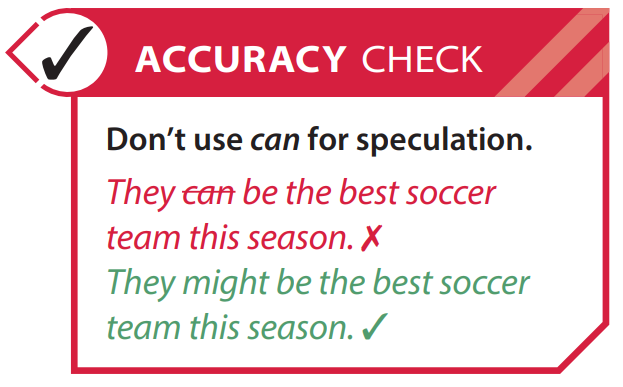 ACCURACY CHECK
Don't use can for speculation.
They can be the best soccer
team this season. ✗
They might be the best soccer
team this season. ✓